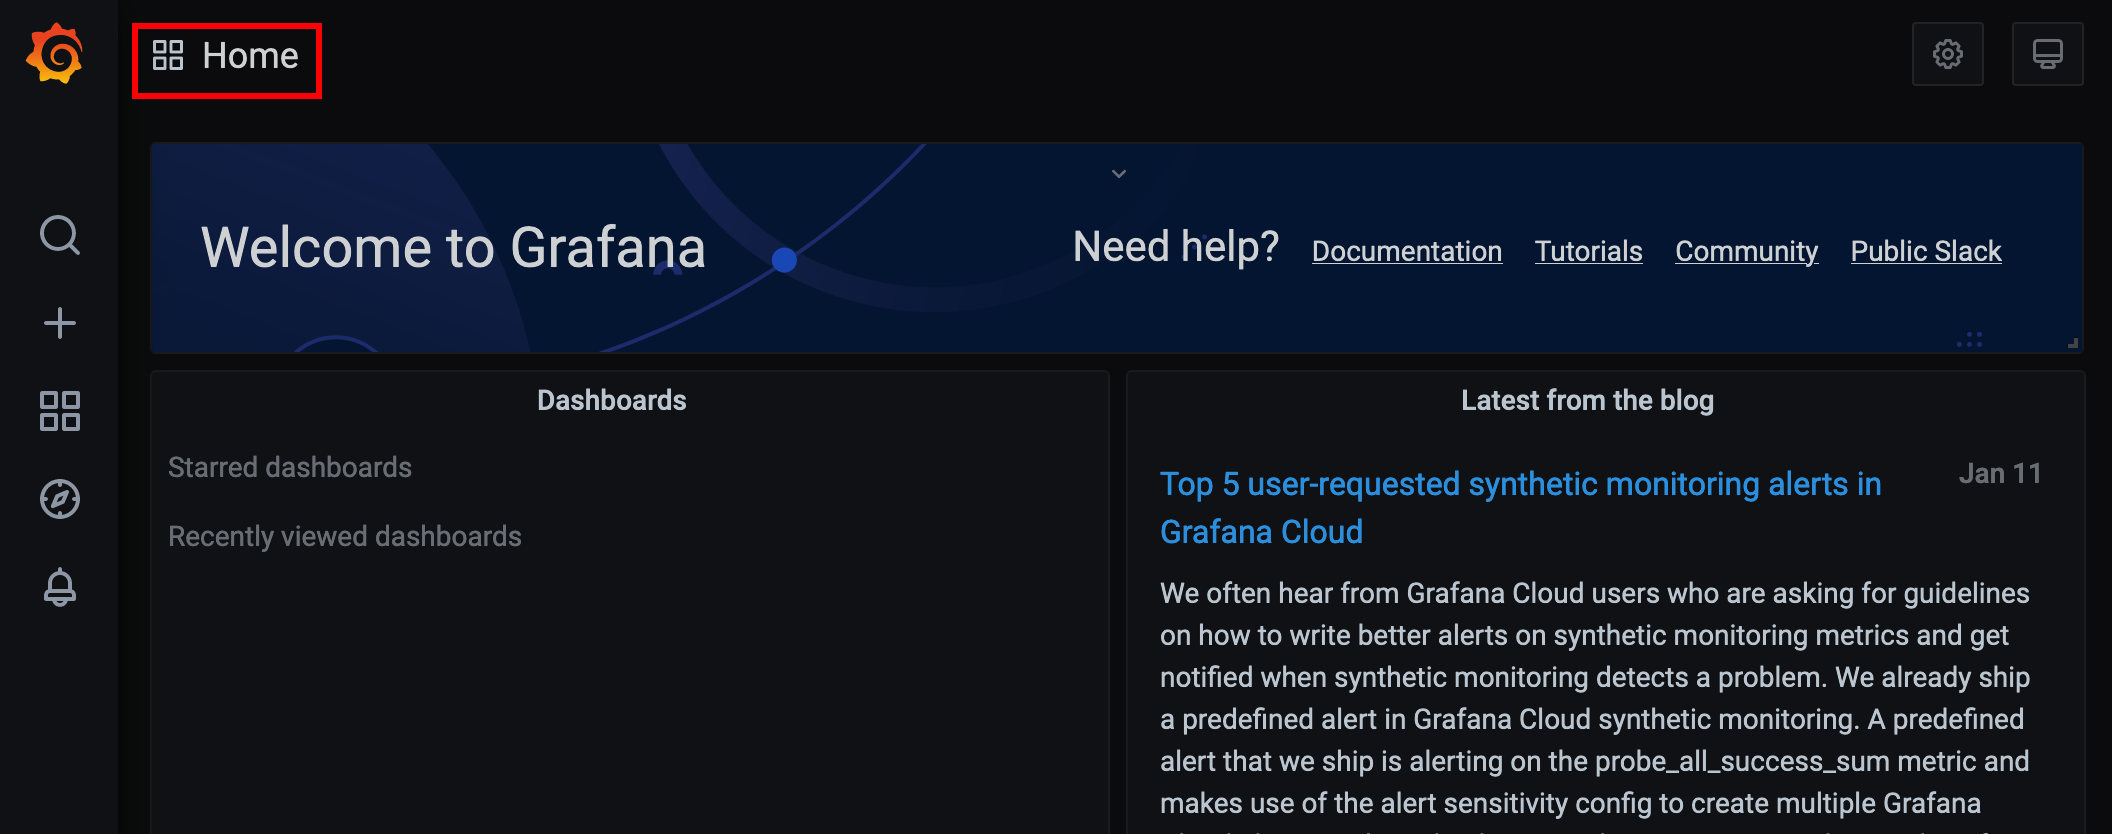 Home
Welcome to Grafana
Need help? Documentation Tutorials Community Public Slack
Dashboards
Starred dashboards
Recently viewed dashboards
Latest from the blog
Top 5 user-requested synthetic monitoring alerts in
Grafana Cloud
Jan 11
We often hear from Grafana Cloud users who are asking for guidelines
on how to write better alerts on synthetic monitoring metrics and get
notified when synthetic monitoring detects a problem. We already ship
a predefined alert in Grafana Cloud synthetic monitoring. A predefined
alert that we ship is alerting on the probe_all_success_sum metric and
makes use of the alert sensitivity config to create multiple Grafana